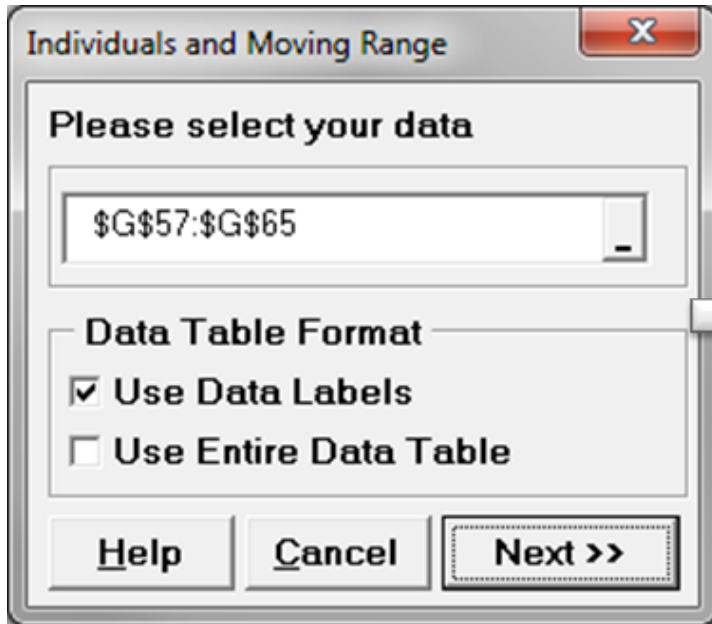 Individuals and Moving Range
Please select your data
$G$57:$G$65
Data Table Format
Use Data Labels
Use Entire Data Table
Help Cancel Next >>